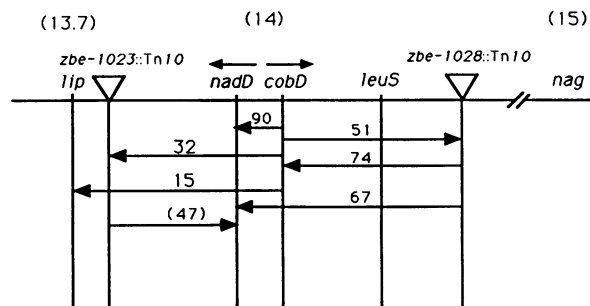 (13.7) (14) (15)
zbe-1023::Tn10 zbe-1028::Tn10
lip nadD cobD leuS nag
90
51
32
74
15
67
(47)